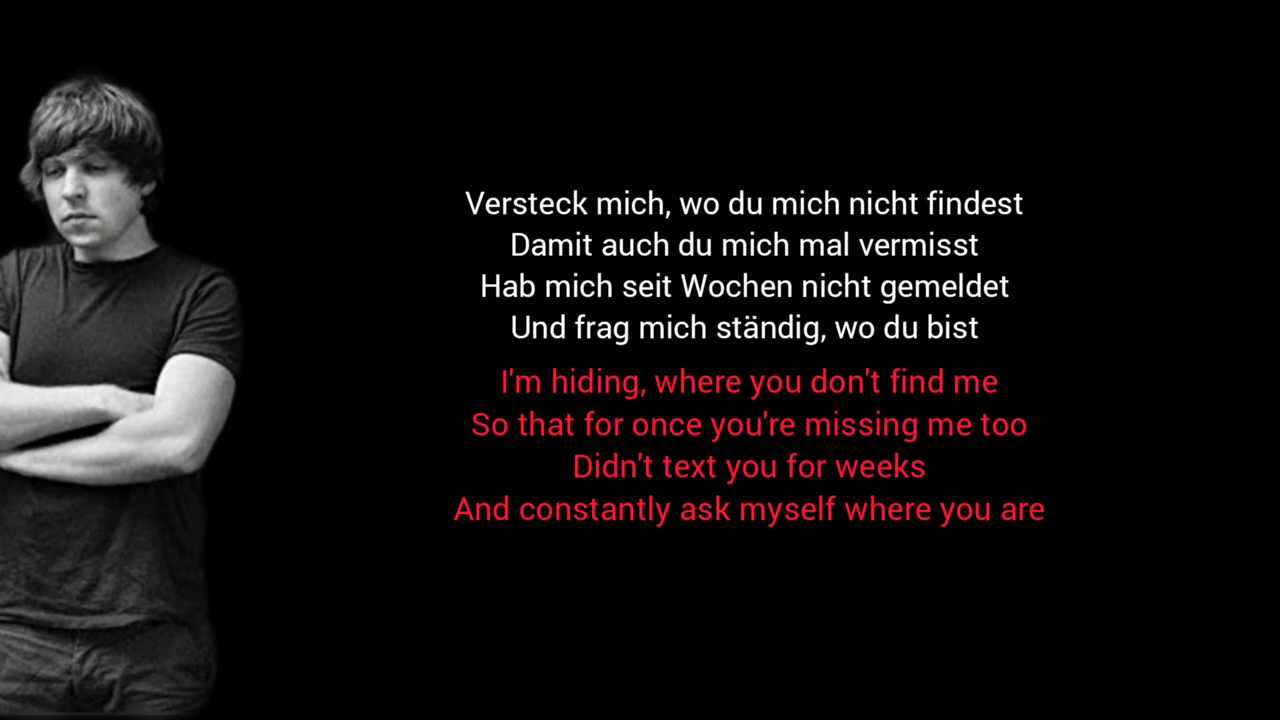 Versteck mich, wo du mich nicht findest
Damit auch du mich mal vermisst
Hab mich seit Wochen nicht gemeldet
Und frag mich ständig, wo du bist
I'm hiding, where you don't find me
So that for once you're missing me too
Didn't text you for weeks
And constantly ask myself where you are